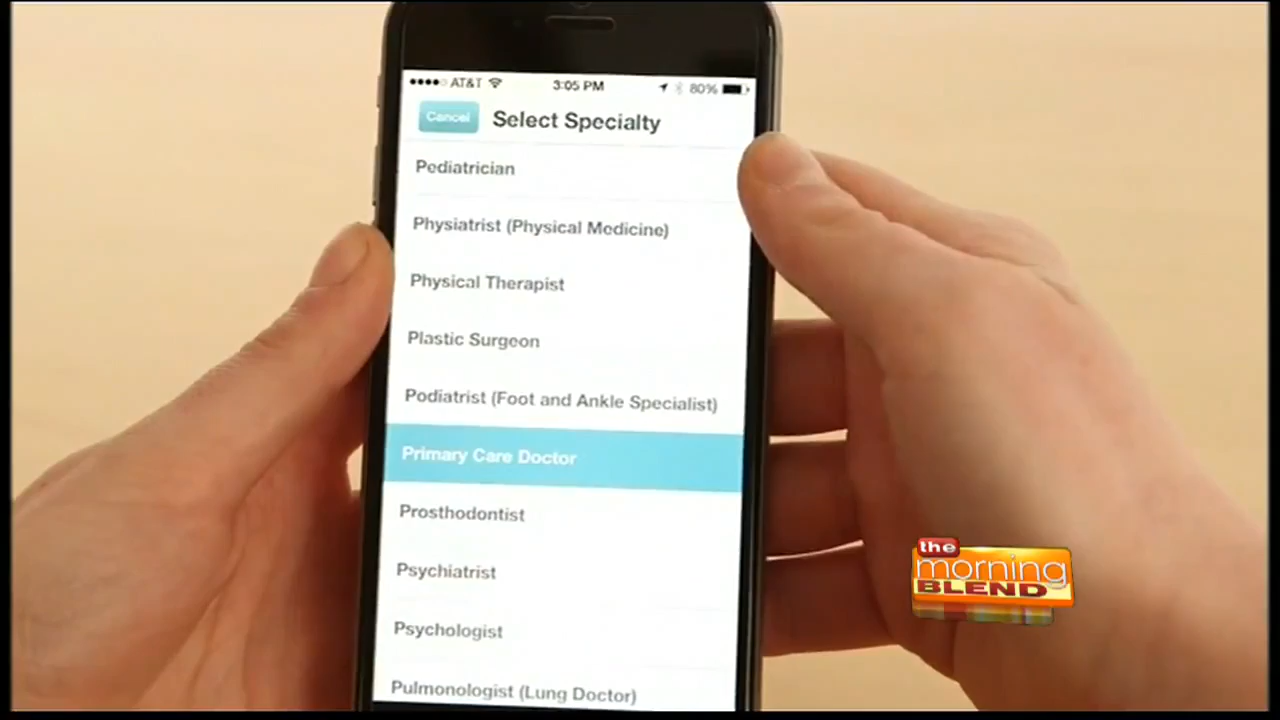 AT&T 3:05 PM 80%
Cancel Select Specialty
Pediatrician
Physiatrist (Physical Medicine)
Physical Therapist
Plastic Surgeon
Podiatrist (Foot and Ankle Specialist)
Primary Care Doctor
Prosthodontist
Psychiatrist
Psychologist
Pulmonologist (Lung Doctor)
the
morning
BLEND